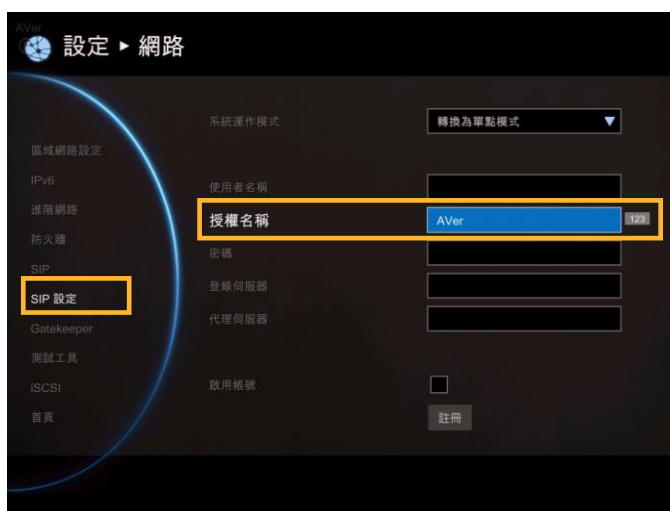 AVer
設定 ▸ 網路
系統運作模式 轉換為單點模式
區域網路設定
IPv6
使用者名稱
進階網路
授權名稱 AVer 123
防火牆
密碼
SIP
登錄伺服器
SIP 設定
代理伺服器
Gatekeeper
測試工具
iSCSI
啟用帳號
首頁
註冊